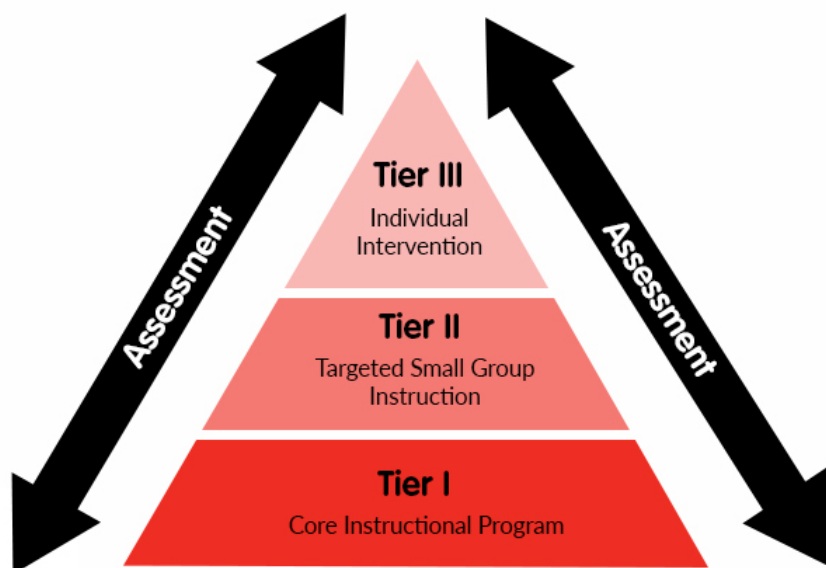 Tier III
Individual
Intervention
Assessment
Assessment
Tier II
Targeted Small Group
Instruction
Tier I
Core Instructional Program